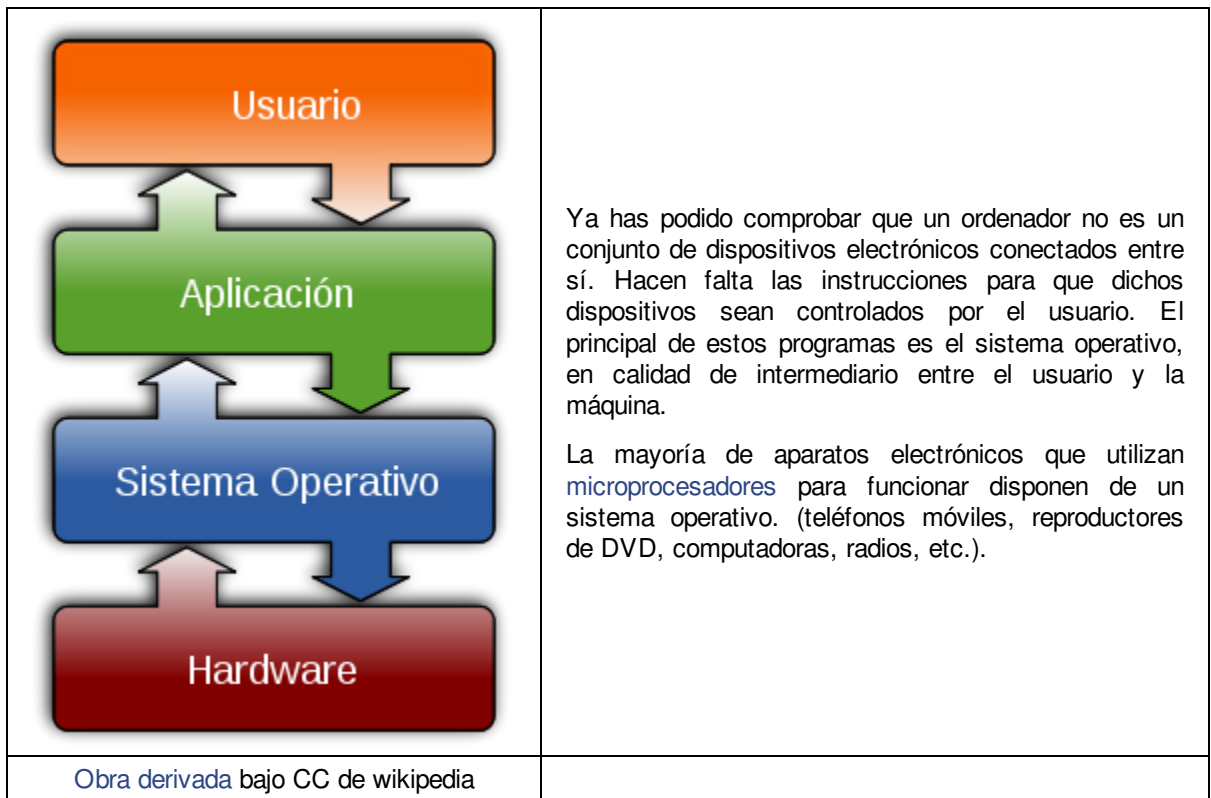 Usuario
Aplicación
Sistema Operativo
Hardware
Ya has podido comprobar que un ordenador no es un
conjunto de dispositivos electrónicos conectados entre
sí. Hacen falta las instrucciones para que dichos
dispositivos sean controlados por el usuario. El
principal de estos programas es el sistema operativo,
en calidad de intermediario entre el usuario y la
máquina.
La mayoría de aparatos electrónicos que utilizan
microprocesadores para funcionar disponen de un
sistema operativo. (teléfonos móviles, reproductores
de DVD, computadoras, radios, etc.).
Obra derivada bajo CC de wikipedia